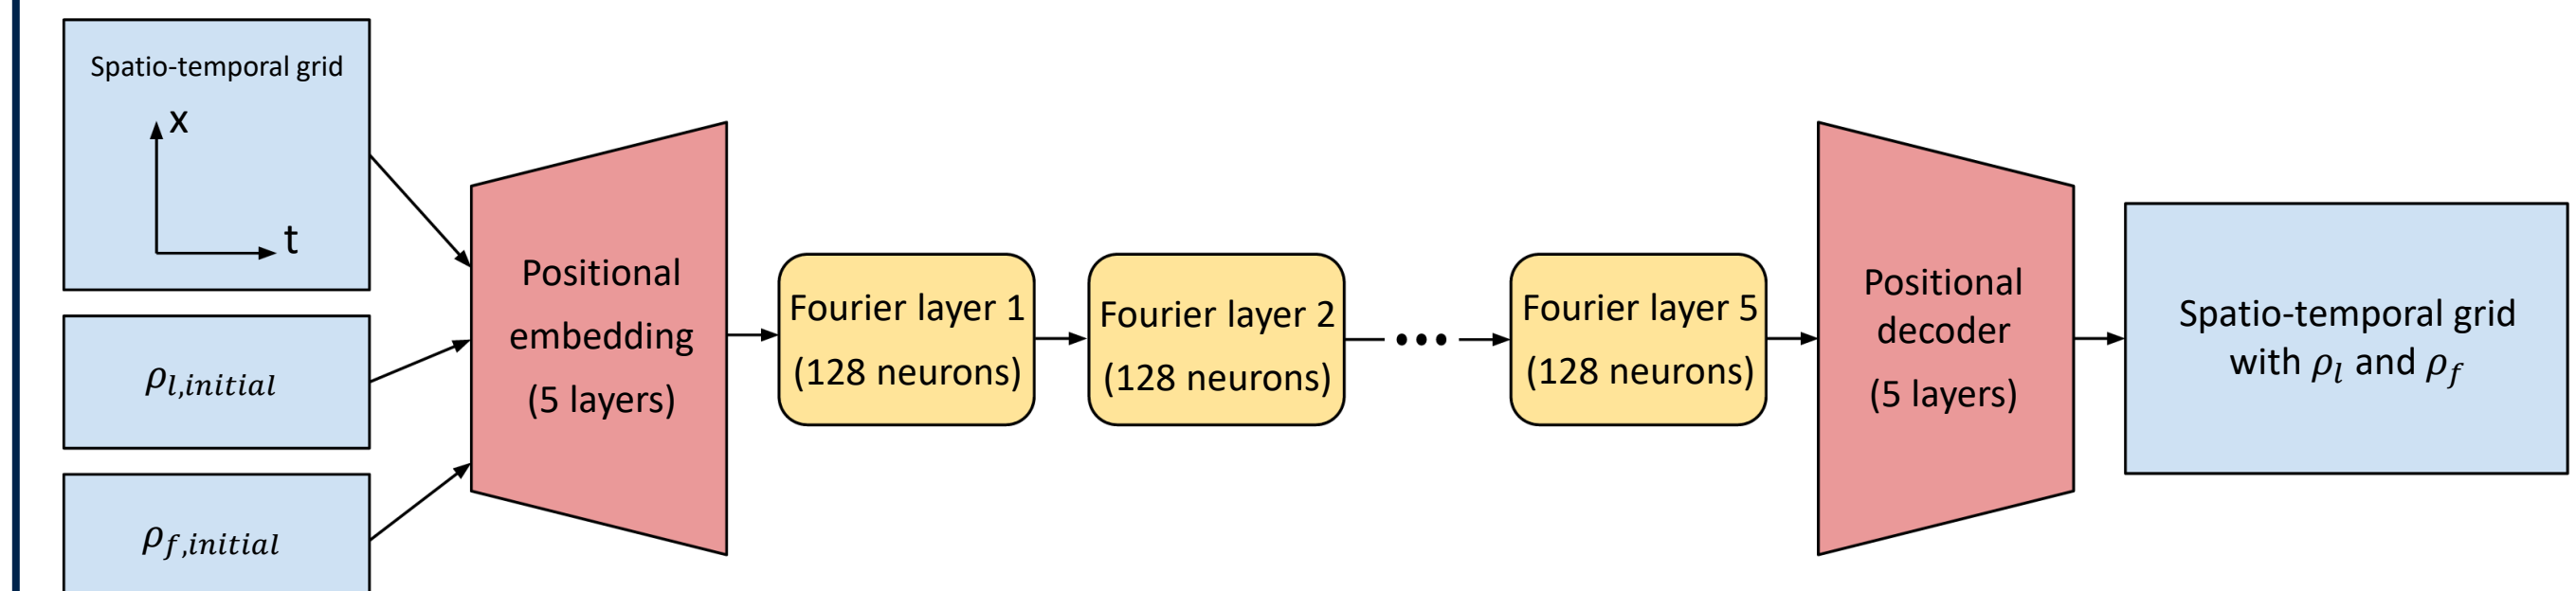 Spatio-temporal grid
x
t
ρl,initial
ρf,initial
Positional
embedding
(5 layers)
Fourier layer 1
(128 neurons)
Fourier layer 2
(128 neurons)
•••
Fourier layer 5
(128 neurons)
Positional
decoder
(5 layers)
Spatio-temporal grid
with ρl and ρf